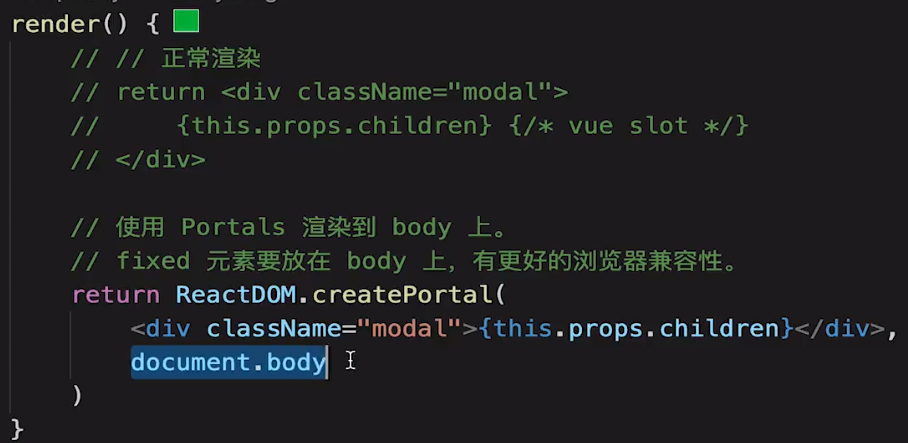 render() {
// // 正常渲染
// return <div className="modal">
//     {this.props.children} {/* vue slot */}
// </div>
// 使用 Portals 渲染到 body 上。
// fixed 元素要放在 body 上，有更好的浏览器兼容性。
return ReactDOM.createPortal(
<div className="modal">{this.props.children}</div>,
document.body
)
}